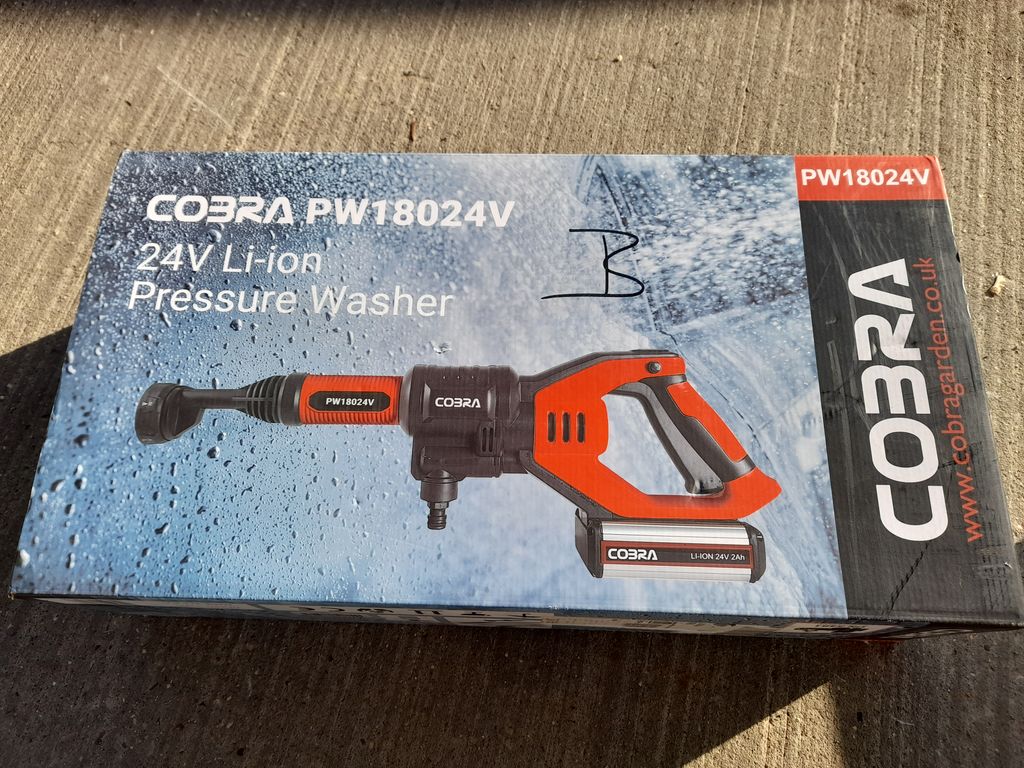 COBRA PW18024V
24V Li-ion
Pressure Washer
B
PW18024V
COBRA
COBRA
LI-ION 24V 2Ah
PW18024V
COBRA
www.cobragarden.co.uk